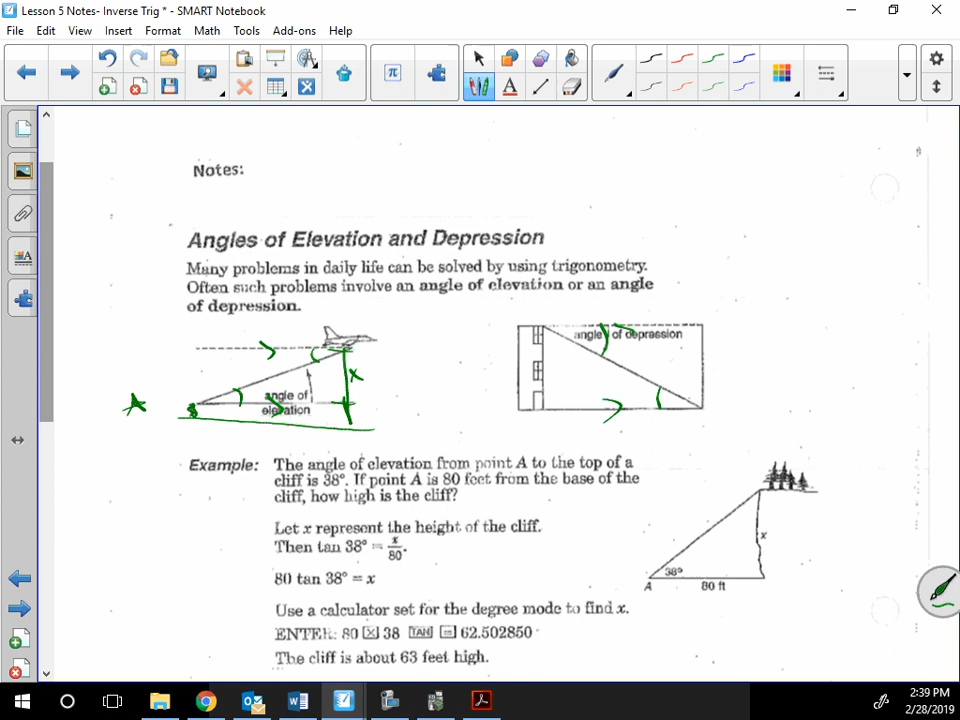 Lesson 5 Notes- Inverse Trig * - SMART Notebook
File Edit View Insert Format Math Tools Add-ons Help
π
A
Notes:
Angles of Elevation and Depression
Many problems in daily life can be solved by using trigonometry.
Often such problems involve an angle of elevation or an angle
of depression.
angle of depression
x
angle of
elevation
A
Example: The angle of elevation from point A to the top of a
cliff is 38°. If point A is 80 feet from the base of the
cliff, how high is the cliff?
Let x represent the height of the cliff.
Then tan 38° = x/80.
80 tan 38° = x
x
38°
A 80 ft
Use a calculator set for the degree mode to find x.
ENTER: 80 × 38 TAN = 62.502850
The cliff is about 63 feet high.
2:39 PM
2/28/2019